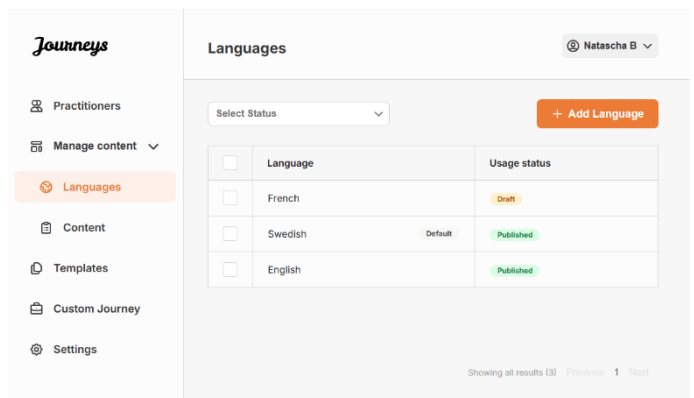 Journeys
Languages
Natascha B
Practitioners
Manage content
Languages
Content
Templates
Custom Journey
Settings
Select Status
+ Add Language
Language Usage status
French Draft
Swedish Default Published
English Published
Showing all results (3) Previous 1 Next